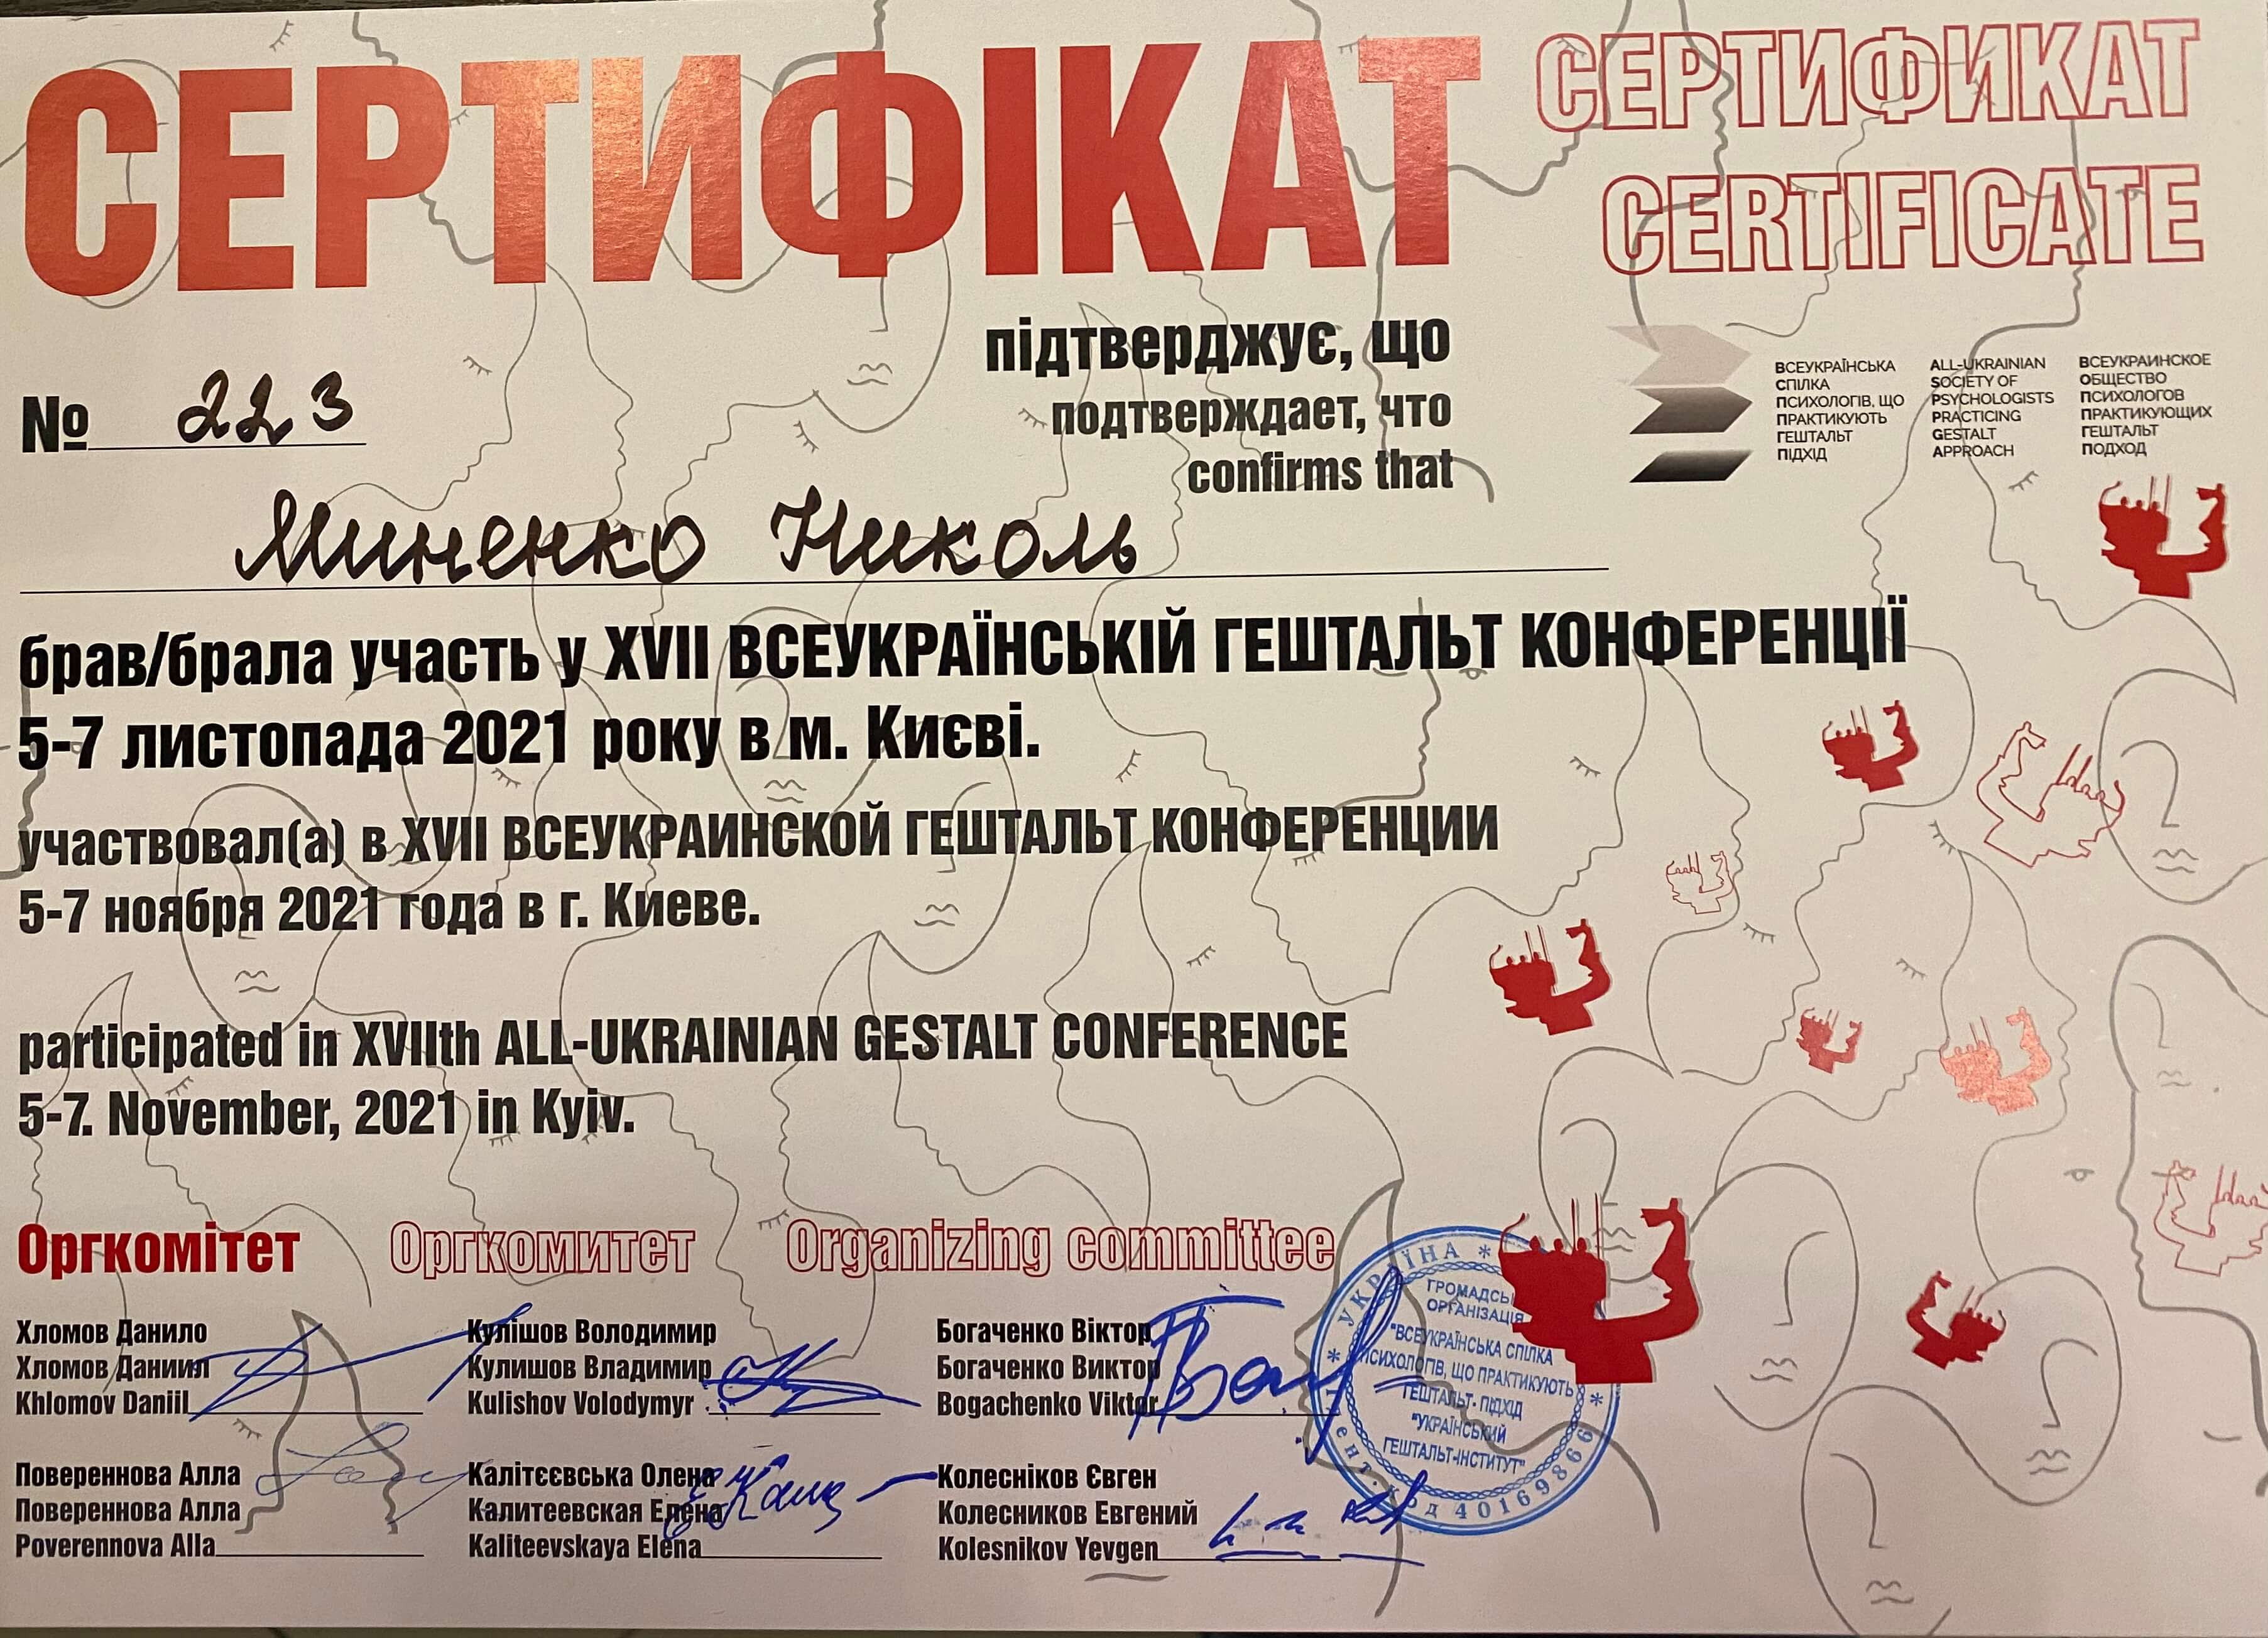 СЕРТИФІКАТ
СЕРТИФИКАТ
CERTIFICATE
підтверджує, що
подтверждает, что
confirms that
№ 223
ВСЕУКРАЇНСЬКА
СПІЛКА
ПСИХОЛОГІВ, ЩО
ПРАКТИКУЮТЬ
ГЕШТАЛЬТ
ПІДХІД
ALL-UKRAINIAN
SOCIETY OF
PSYCHOLOGISTS
PRACTICING
GESTALT
APPROACH
ВСЕУКРАИНСКОЕ
ОБЩЕСТВО
ПСИХОЛОГОВ
ПРАКТИКУЮЩИХ
ГЕШТАЛЬТ
ПОДХОД
Миненко Николь
брав/брала участь у XVII ВСЕУКРАЇНСЬКІЙ ГЕШТАЛЬТ КОНФЕРЕНЦІЇ
5-7 листопада 2021 року в м. Києві.
участвовал(а) в XVII ВСЕУКРАИНСКОЙ ГЕШТАЛЬТ КОНФЕРЕНЦИИ
5-7 ноября 2021 года в г. Киеве.
participated in XVIIth ALL-UKRAINIAN GESTALT CONFERENCE
5-7. November, 2021 in Kyiv.
Оргкомітет Оргкомитет Organizing committee
Хломов Данило
Хломов Даниил
Khlomov Daniil
Кулішов Володимир
Кулишов Владимир
Kulishov Volodymyr
Богаченко Віктор
Богаченко Виктор
Bogachenko Viktor
Поверeннова Алла
Поверeннова Алла
Poverennova Alla
Калітєєвська Олена
Калитеевская Елена
Kaliteevskaya Elena
Колесніков Євген
Колесников Евгений
Kolesnikov Yevgen
УКРАЇНА
ГРОМАДСЬ
ОРГАНІЗАЦІЯ
"ВСЕУКРАЇНСЬКА СПІЛКА
ПСИХОЛОГІВ, ЩО ПРАКТИКУЮТЬ
ГЕШТАЛЬТ- ПІДХІД
"УКРАЇНСЬКИЙ
ГЕШТАЛЬТ-ІНСТИТУТ"
код 40169866